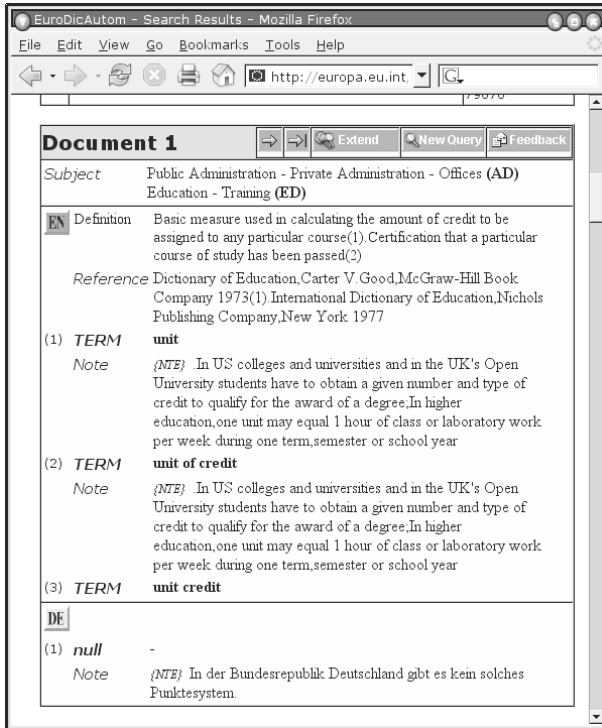 EuroDicAutom - Search Results - Mozilla Firefox
File Edit View Go Bookmarks Tools Help
http://europa.eu.int, G
79070
Document 1 Extend New Query Feedback
Subject Public Administration - Private Administration - Offices (AD)
Education - Training (ED)
EN Definition Basic measure used in calculating the amount of credit to be
assigned to any particular course(1).Certification that a particular
course of study has been passed(2)
Reference Dictionary of Education,Carter V.Good,McGraw-Hill Book
Company 1973(1).International Dictionary of Education,Nichols
Publishing Company,New York 1977
(1) TERM unit
Note {NTE} .In US colleges and universities and in the UK's Open
University students have to obtain a given number and type of
credit to qualify for the award of a degree;In higher
education,one unit may equal 1 hour of class or laboratory work
per week during one term,semester or school year
(2) TERM unit of credit
Note {NTE} .In US colleges and universities and in the UK's Open
University students have to obtain a given number and type of
credit to qualify for the award of a degree;In higher
education,one unit may equal 1 hour of class or laboratory work
per week during one term,semester or school year
(3) TERM unit credit
DE
(1) null -
Note {NTE} In der Bundesrepublik Deutschland gibt es kein solches
Punktesystem.